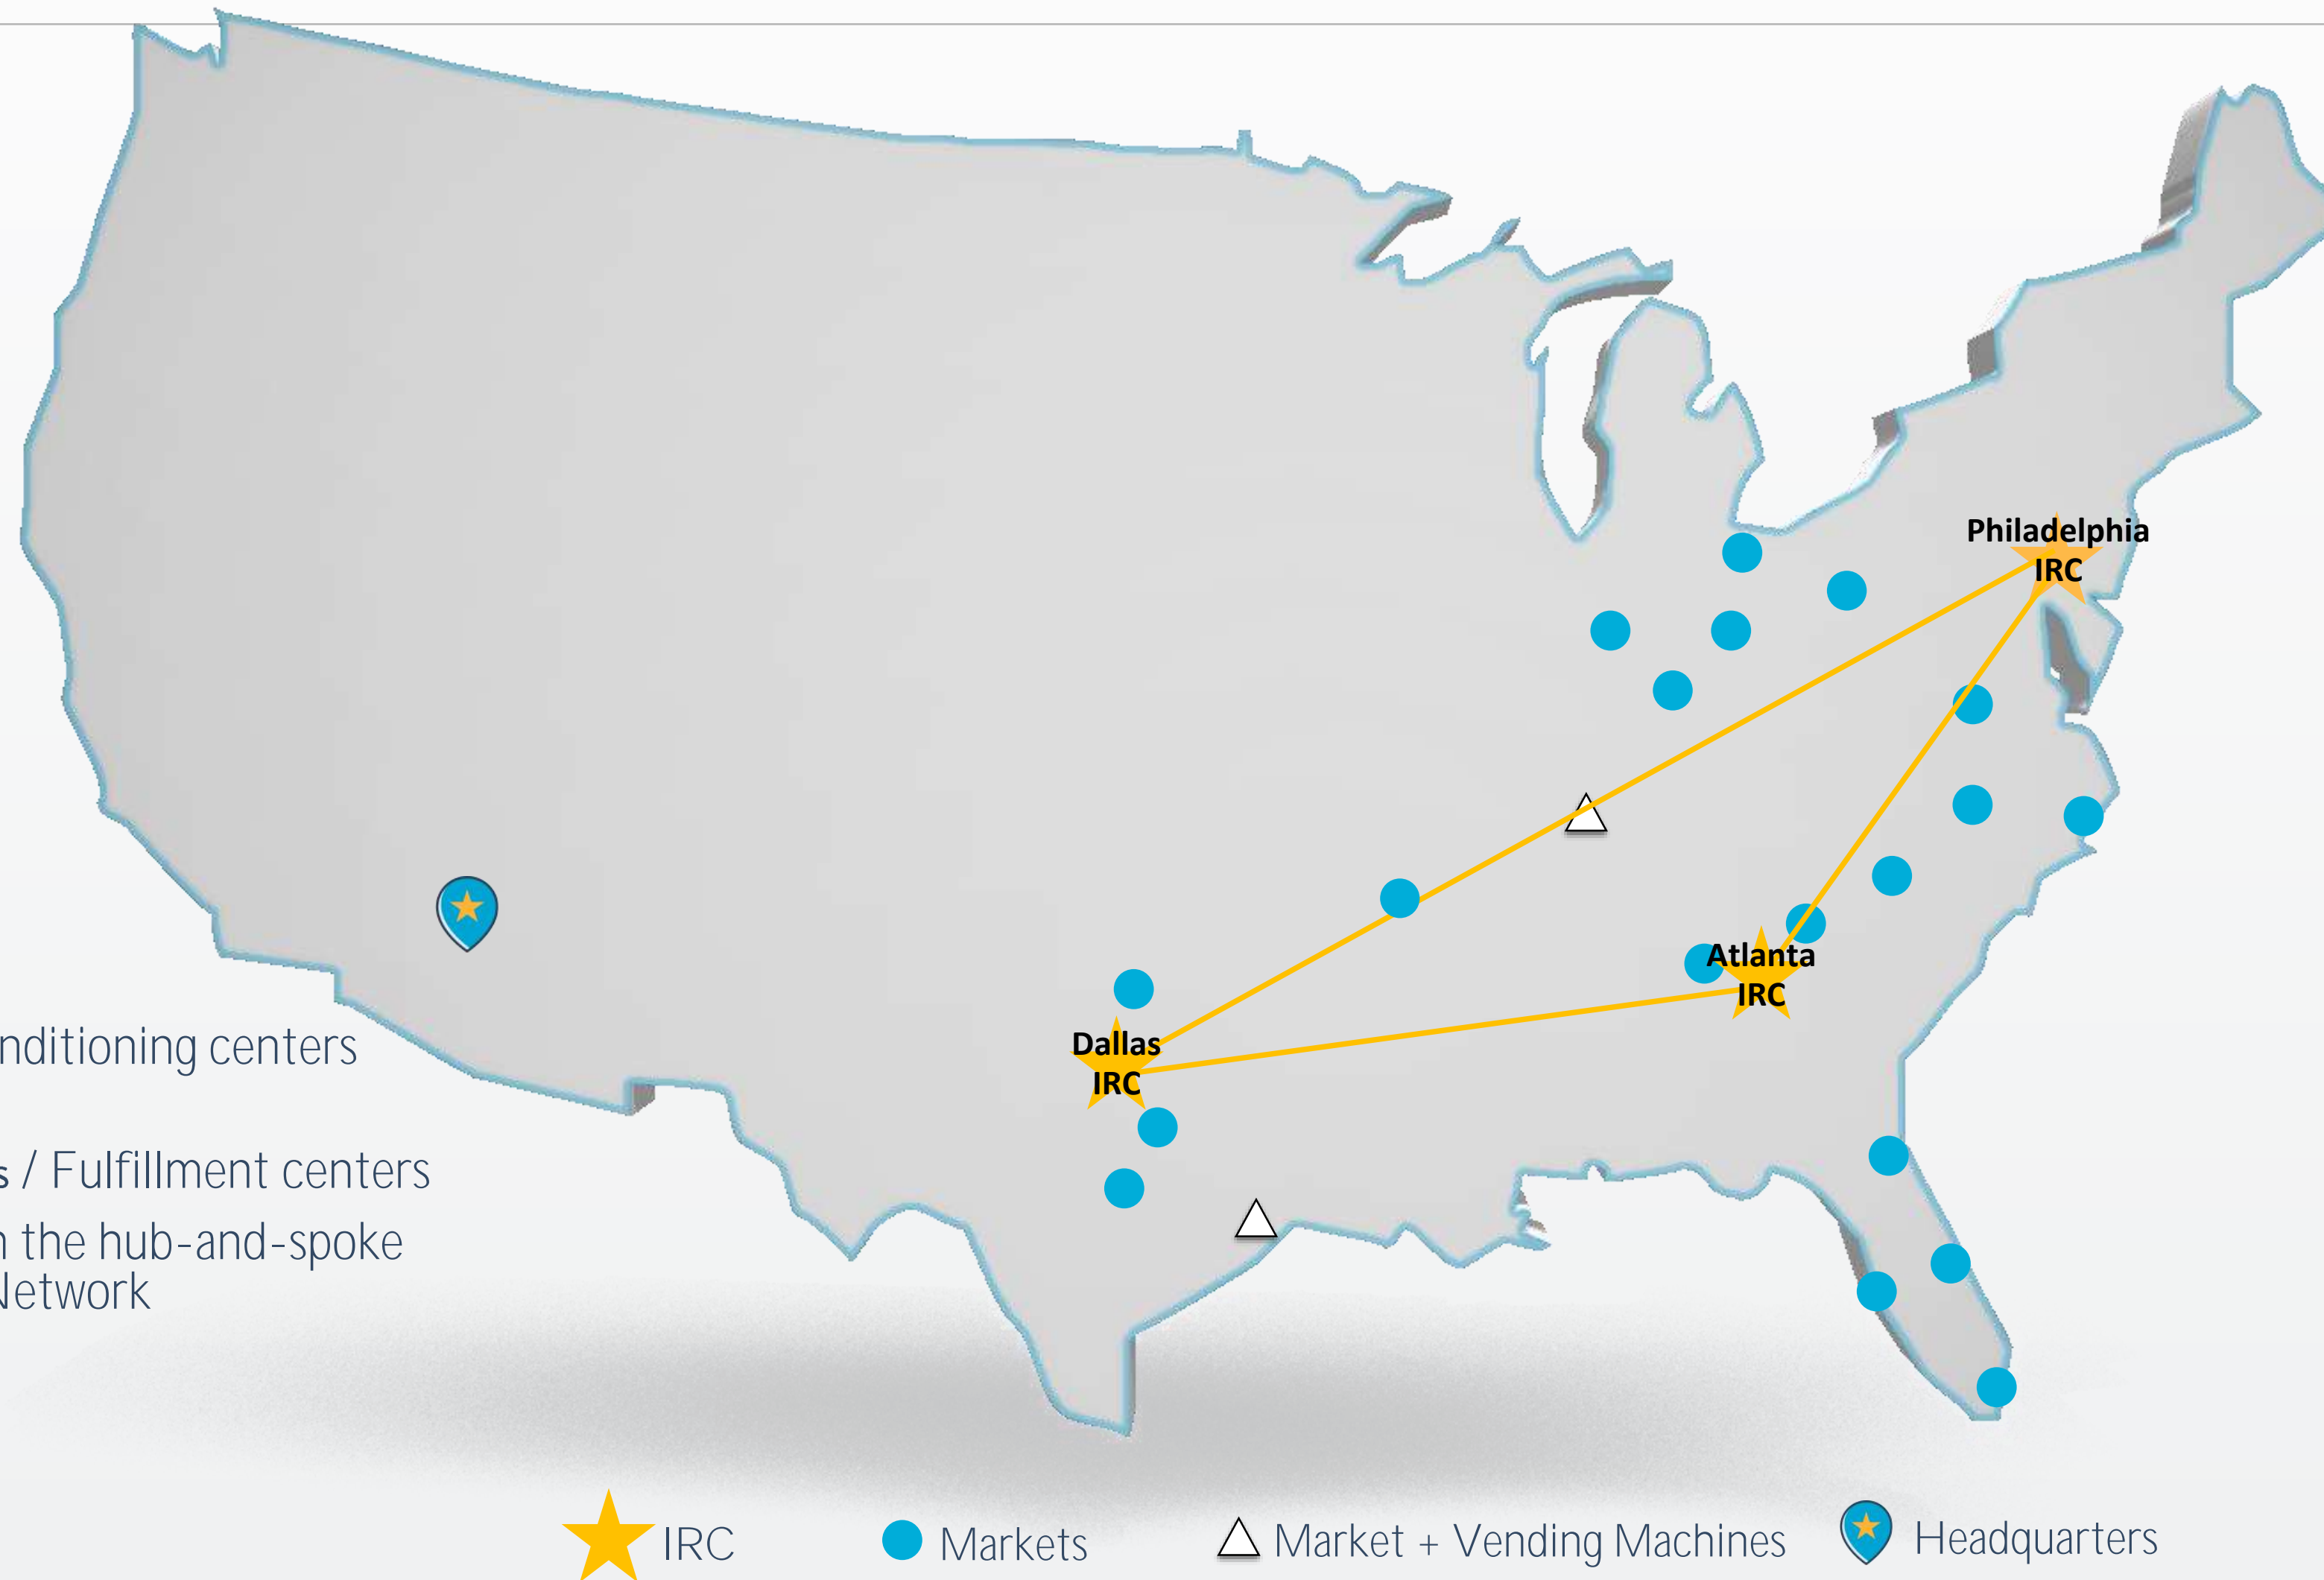 Philadelphia
IRC
Atlanta
IRC
Dallas
IRC
nditioning centers
s / Fulfillment centers
the hub-and-spoke
Network
IRC
Markets
Market + Vending Machines
Headquarters